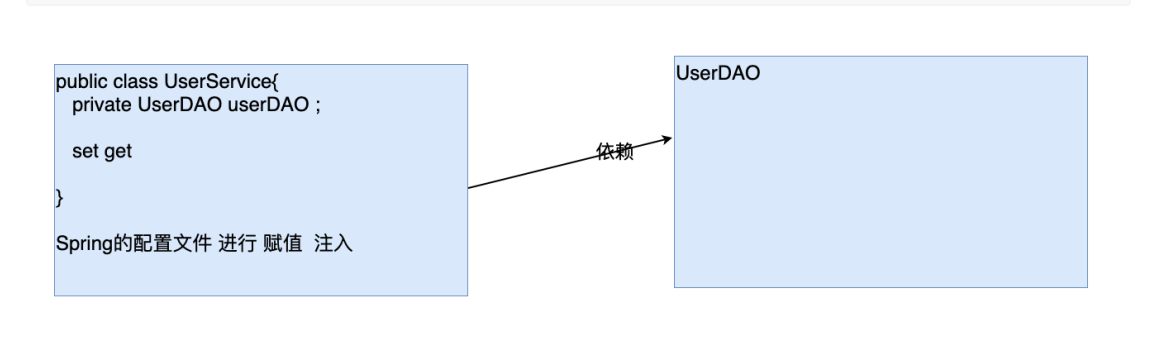 public class UserService{
private UserDAO userDAO ;
set get
}
Spring的配置文件 进行 赋值 注入
依赖
UserDAO